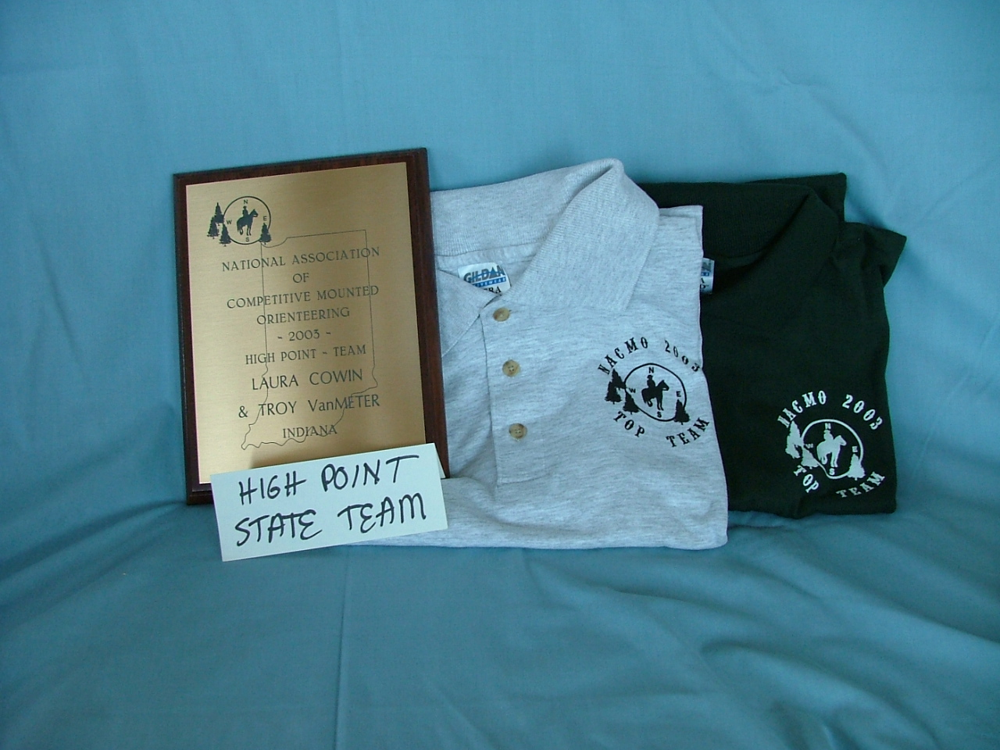 N
W E
S
NATIONAL ASSOCIATION
OF
COMPETITIVE MOUNTED
ORIENTEERING
~ 2003 ~
HIGH POINT ~ TEAM
LAURA COWIN
& TROY VanMETER
INDIANA
HIGH POINT
STATE TEAM
GILDAN
NACMO 2003
N
W E
S
TOP TEAM
NACMO 2003
N
W E
S
TOP TEAM